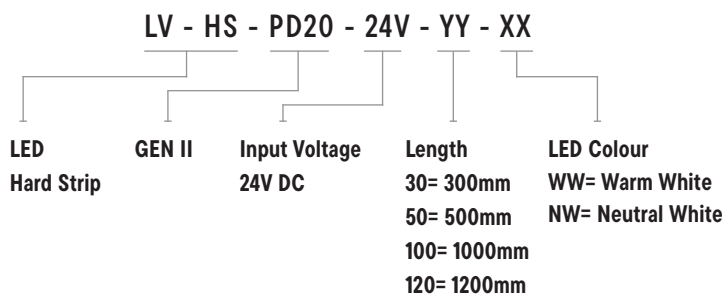 LV - HS - PD20 - 24V - YY - XX
LED
Hard Strip
GEN II
Input Voltage
24V DC
Length
30= 300mm
50= 500mm
100= 1000mm
120= 1200mm
LED Colour
WW= Warm White
NW= Neutral White